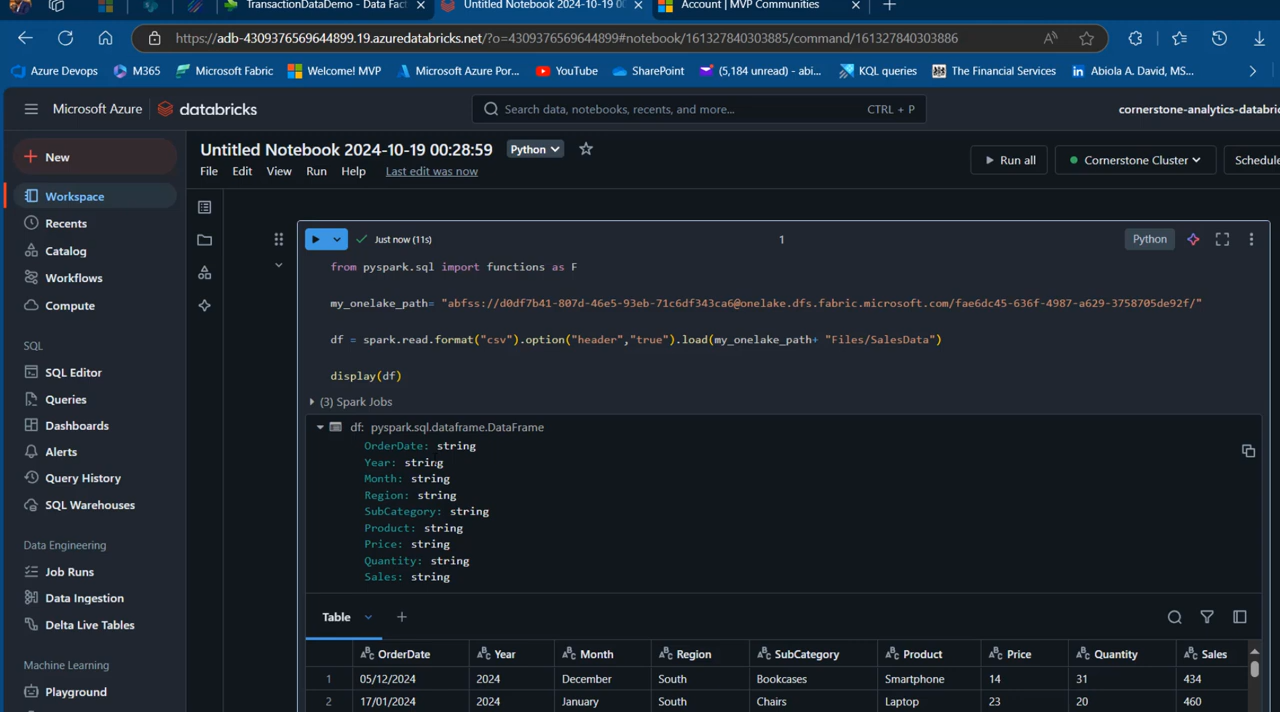 TransactionDataDemo - Data Fact
Untitled Notebook 2024-10-19 00:28:59
Account | MVP Communities
https://adb-4309376569644899.19.azuredatabricks.net/?o=4309376569644899#notebook/161327840303885/command/161327840303886
Azure Devops
M365
Microsoft Fabric
Welcome! MVP
Microsoft Azure Por...
YouTube
SharePoint
(5,184 unread) - abi...
KQL queries
The Financial Services
Abiola A. David, MS...
Microsoft Azure
databricks
Search data, notebooks, recents, and more...
CTRL + P
cornerstone-analytics-databric
New
Workspace
Recents
Catalog
Workflows
Compute
SQL
SQL Editor
Queries
Dashboards
Alerts
Query History
SQL Warehouses
Data Engineering
Job Runs
Data Ingestion
Delta Live Tables
Machine Learning
Playground
Untitled Notebook 2024-10-19 00:28:59
Python
File Edit View Run Help Last edit was now
Run all
Cornerstone Cluster
Schedule
Just now (11s)
1
Python
from pyspark.sql import functions as F
my_onelake_path= "abfss://d0df7b41-807d-46e5-93eb-71c6df343ca6@onelake.dfs.fabric.microsoft.com/fae6dc45-636f-4987-a629-3758705de92f/"
df = spark.read.format("csv").option("header","true").load(my_onelake_path+ "Files/SalesData")
display(df)
(3) Spark Jobs
df: pyspark.sql.dataframe.DataFrame
OrderDate: string
Year: string
Month: string
Region: string
SubCategory: string
Product: string
Price: string
Quantity: string
Sales: string
Table
OrderDate Year Month Region SubCategory Product Price Quantity Sales
1 05/12/2024 2024 December South Bookcases Smartphone 14 31 434
2 17/01/2024 2024 January South Chairs Laptop 23 20 460